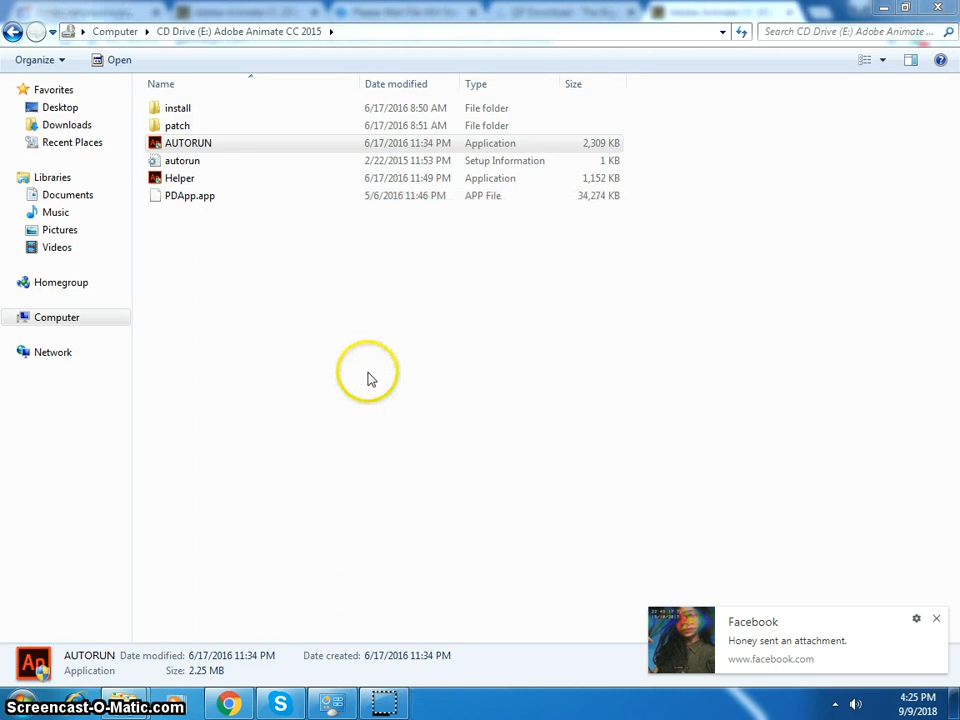 Computer
CD Drive (E:) Adobe Animate CC 2015
Search CD Drive (E:) Adobe Animate ...
Organize
Open
Name
Date modified
Type
Size
Favorites
Desktop
Downloads
Recent Places
Libraries
Documents
Music
Pictures
Videos
Homegroup
Computer
Network
install 6/17/2016 8:50 AM File folder
patch 6/17/2016 8:51 AM File folder
AUTORUN 6/17/2016 11:34 PM Application 2,309 KB
autorun 2/22/2015 11:53 PM Setup Information 1 KB
Helper 6/17/2016 11:49 PM Application 1,152 KB
PDApp.app 5/6/2016 11:46 PM APP File 34,274 KB
Facebook
Honey sent an attachment.
www.facebook.com
An
AUTORUN Date modified: 6/17/2016 11:34 PM Date created: 6/17/2016 11:34 PM
Application Size: 2.25 MB
Screencast-O-Matic.com
4:25 PM
9/9/2018